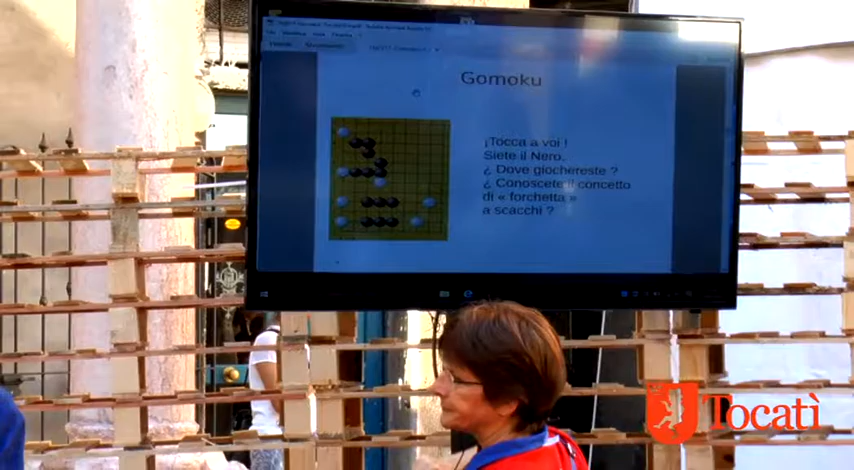 Gomoku
¡Tocca a voi !
Siete il Nero.
¿ Dove giochereste ?
¿ Conoscete il concetto
di « forchetta »
a scacchi ?
Tocatì